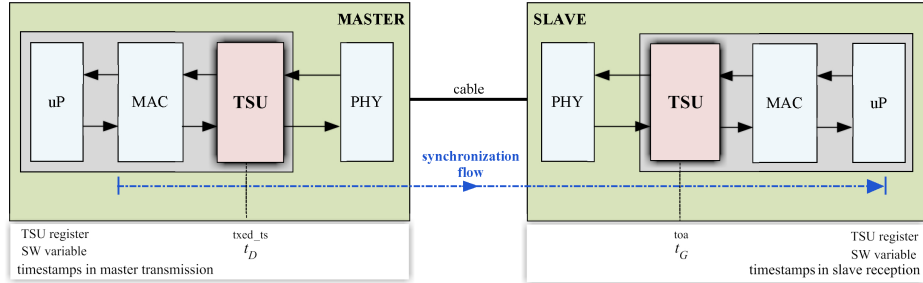 MASTER
SLAVE
uP
MAC
TSU
PHY
cable
PHY
TSU
MAC
uP
synchronization
flow
TSU register
txed_ts
toa
TSU register
SW variable
t_D
t_G
SW variable
timestamps in master transmission
timestamps in slave reception